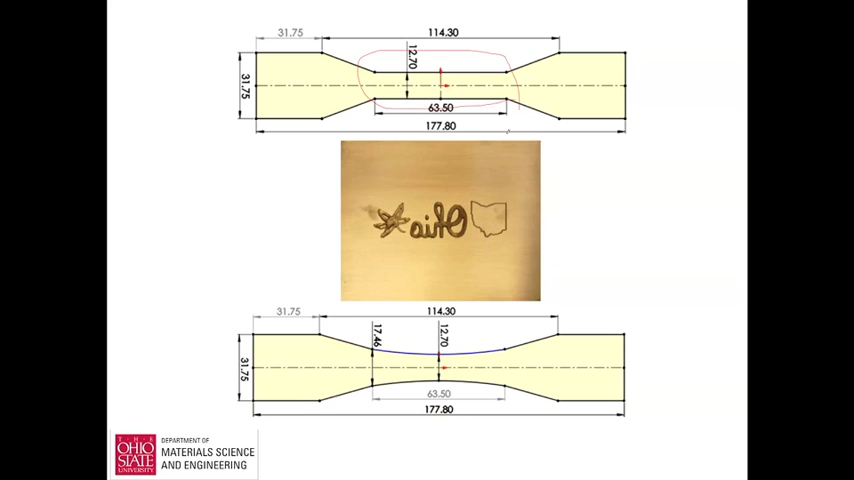 31.75
114.30
12.70
31.75
63.50
177.80
Ohio
31.75
114.30
17.46
12.70
31.75
63.50
177.80
THE
OHIO
STATE
UNIVERSITY
DEPARTMENT OF
MATERIALS SCIENCE
AND ENGINEERING